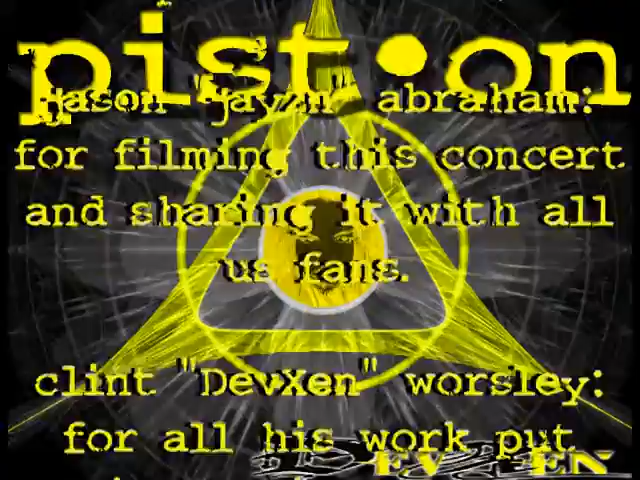 pist•on
jason "jayzn" abraham:
for filming this concert
and sharing it with all
us fans.
clint "DevXen" worsley:
for all his work put
DEVXEN